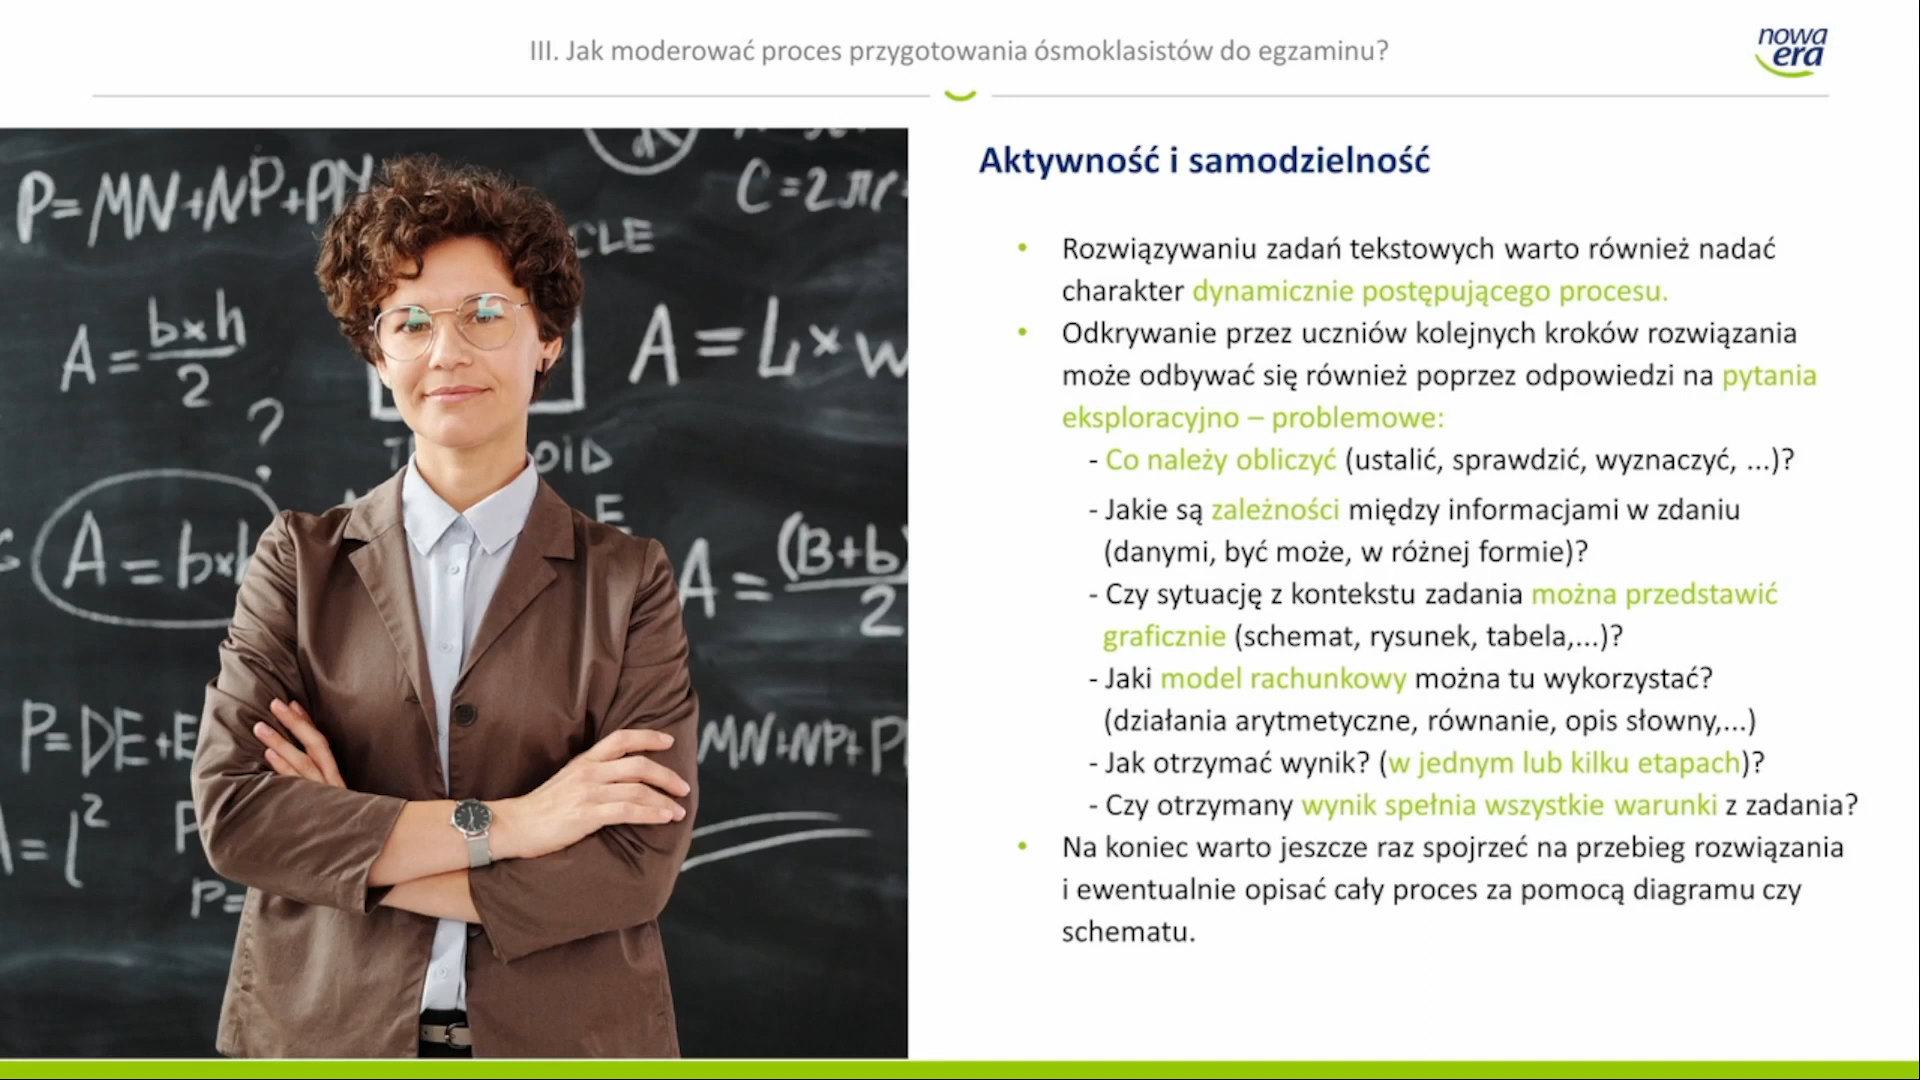 III. Jak moderować proces przygotowania ósmoklasistów do egzaminu?
nowa
era
Aktywność i samodzielność
• Rozwiązywaniu zadań tekstowych warto również nadać
charakter dynamicznie postępującego procesu.
• Odkrywanie przez uczniów kolejnych kroków rozwiązania
może odbywać się również poprzez odpowiedzi na pytania
eksploracyjno – problemowe:
- Co należy obliczyć (ustalić, sprawdzić, wyznaczyć, ...)?
- Jakie są zależności między informacjami w zdaniu
(danymi, być może, w różnej formie)?
- Czy sytuację z kontekstu zadania można przedstawić
graficznie (schemat, rysunek, tabela,...)?
- Jaki model rachunkowy można tu wykorzystać?
(działania arytmetyczne, równanie, opis słowny,...)
- Jak otrzymać wynik? (w jednym lub kilku etapach)?
- Czy otrzymany wynik spełnia wszystkie warunki z zadania?
• Na koniec warto jeszcze raz spojrzeć na przebieg rozwiązania
i ewentualnie opisać cały proces za pomocą diagramu czy
schematu.
P=MN+NP+PN
C=2πr
CLE
A=b×h/2
A=L×w
?
OID
A=b×h
A=(B+b)/2
P=DE+E
MN+NP+P
=l²
P
P=